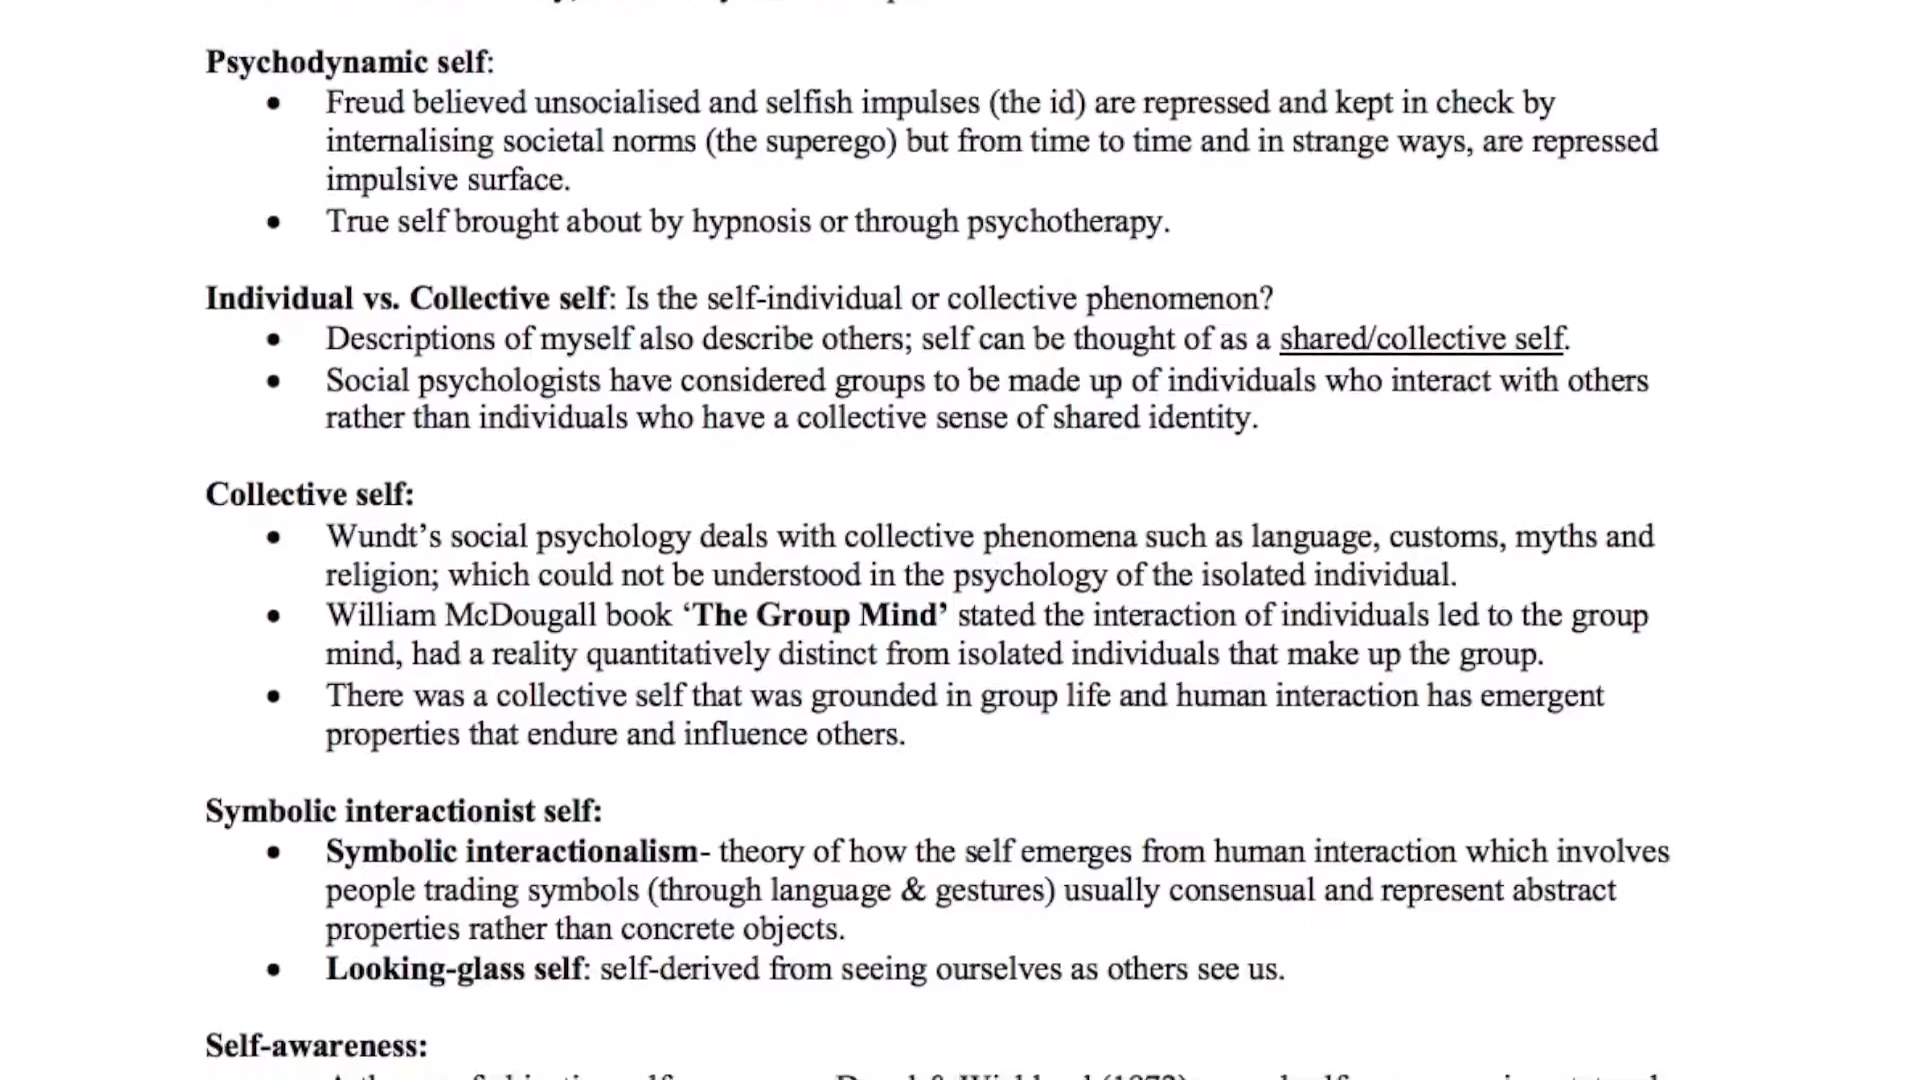 Psychodynamic self:
• Freud believed unsocialised and selfish impulses (the id) are repressed and kept in check by
internalising societal norms (the superego) but from time to time and in strange ways, are repressed
impulsive surface.
• True self brought about by hypnosis or through psychotherapy.
Individual vs. Collective self: Is the self-individual or collective phenomenon?
• Descriptions of myself also describe others; self can be thought of as a shared/collective self.
• Social psychologists have considered groups to be made up of individuals who interact with others
rather than individuals who have a collective sense of shared identity.
Collective self:
• Wundt’s social psychology deals with collective phenomena such as language, customs, myths and
religion; which could not be understood in the psychology of the isolated individual.
• William McDougall book ‘The Group Mind’ stated the interaction of individuals led to the group
mind, had a reality quantitatively distinct from isolated individuals that make up the group.
• There was a collective self that was grounded in group life and human interaction has emergent
properties that endure and influence others.
Symbolic interactionist self:
• Symbolic interactionalism- theory of how the self emerges from human interaction which involves
people trading symbols (through language & gestures) usually consensual and represent abstract
properties rather than concrete objects.
• Looking-glass self: self-derived from seeing ourselves as others see us.
Self-awareness: